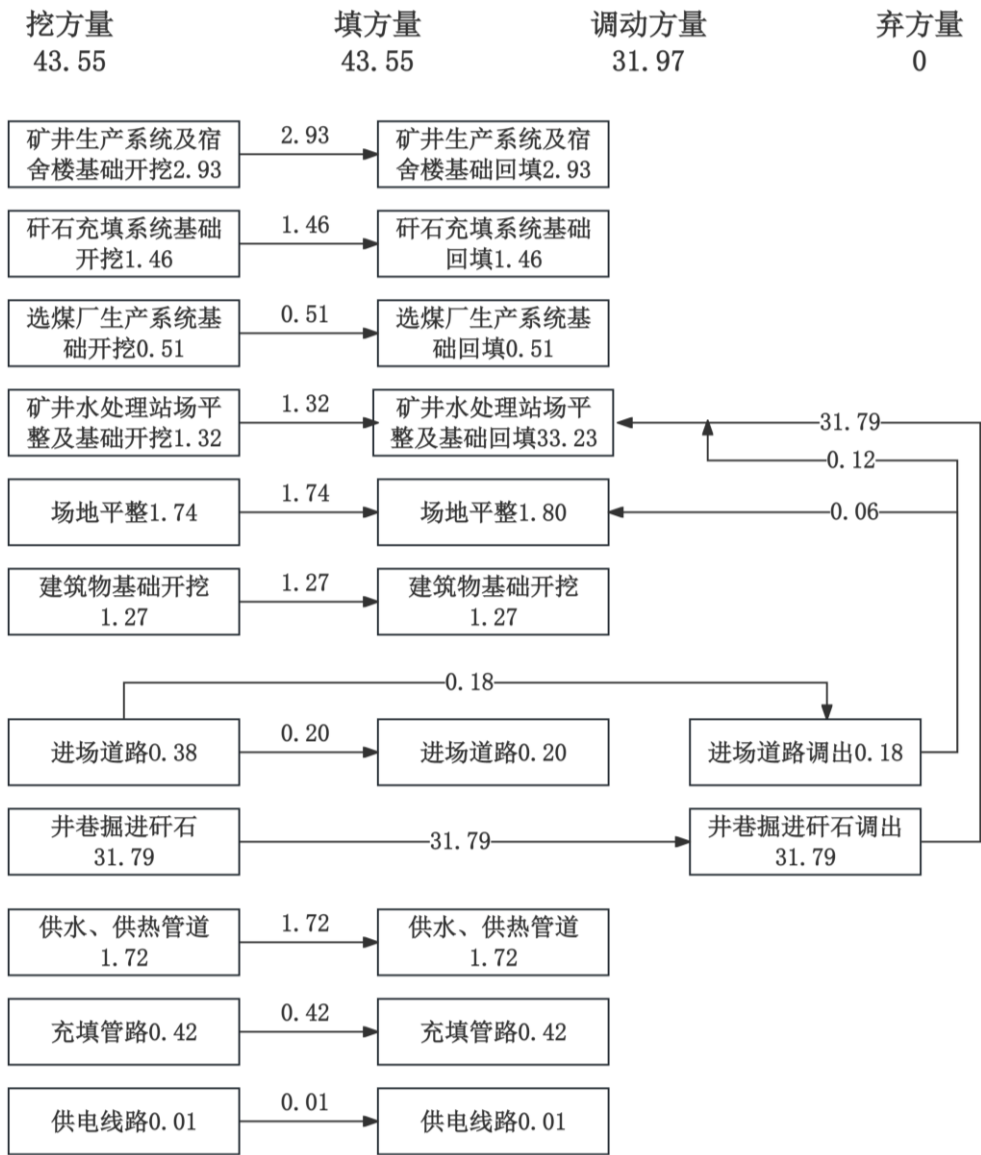 挖方量 填方量 调动方量 弃方量
43.55 43.55 31.97 0
矿井生产系统及宿
舍楼基础开挖2.93
2.93
矿井生产系统及宿
舍楼基础回填2.93
矸石充填系统基础
开挖1.46
1.46
矸石充填系统基础
回填1.46
选煤厂生产系统基
础开挖0.51
0.51
选煤厂生产系统基
础回填0.51
矿井水处理站场平
整及基础开挖1.32
1.32
矿井水处理站场平
整及基础回填33.23
31.79
0.12
场地平整1.74
1.74
场地平整1.80
0.06
建筑物基础开挖
1.27
1.27
建筑物基础开挖
1.27
0.18
进场道路0.38
0.20
进场道路0.20
进场道路调出0.18
井巷掘进矸石
31.79
31.79
井巷掘进矸石调出
31.79
供水、供热管道
1.72
1.72
供水、供热管道
1.72
充填管路0.42
0.42
充填管路0.42
供电线路0.01
0.01
供电线路0.01